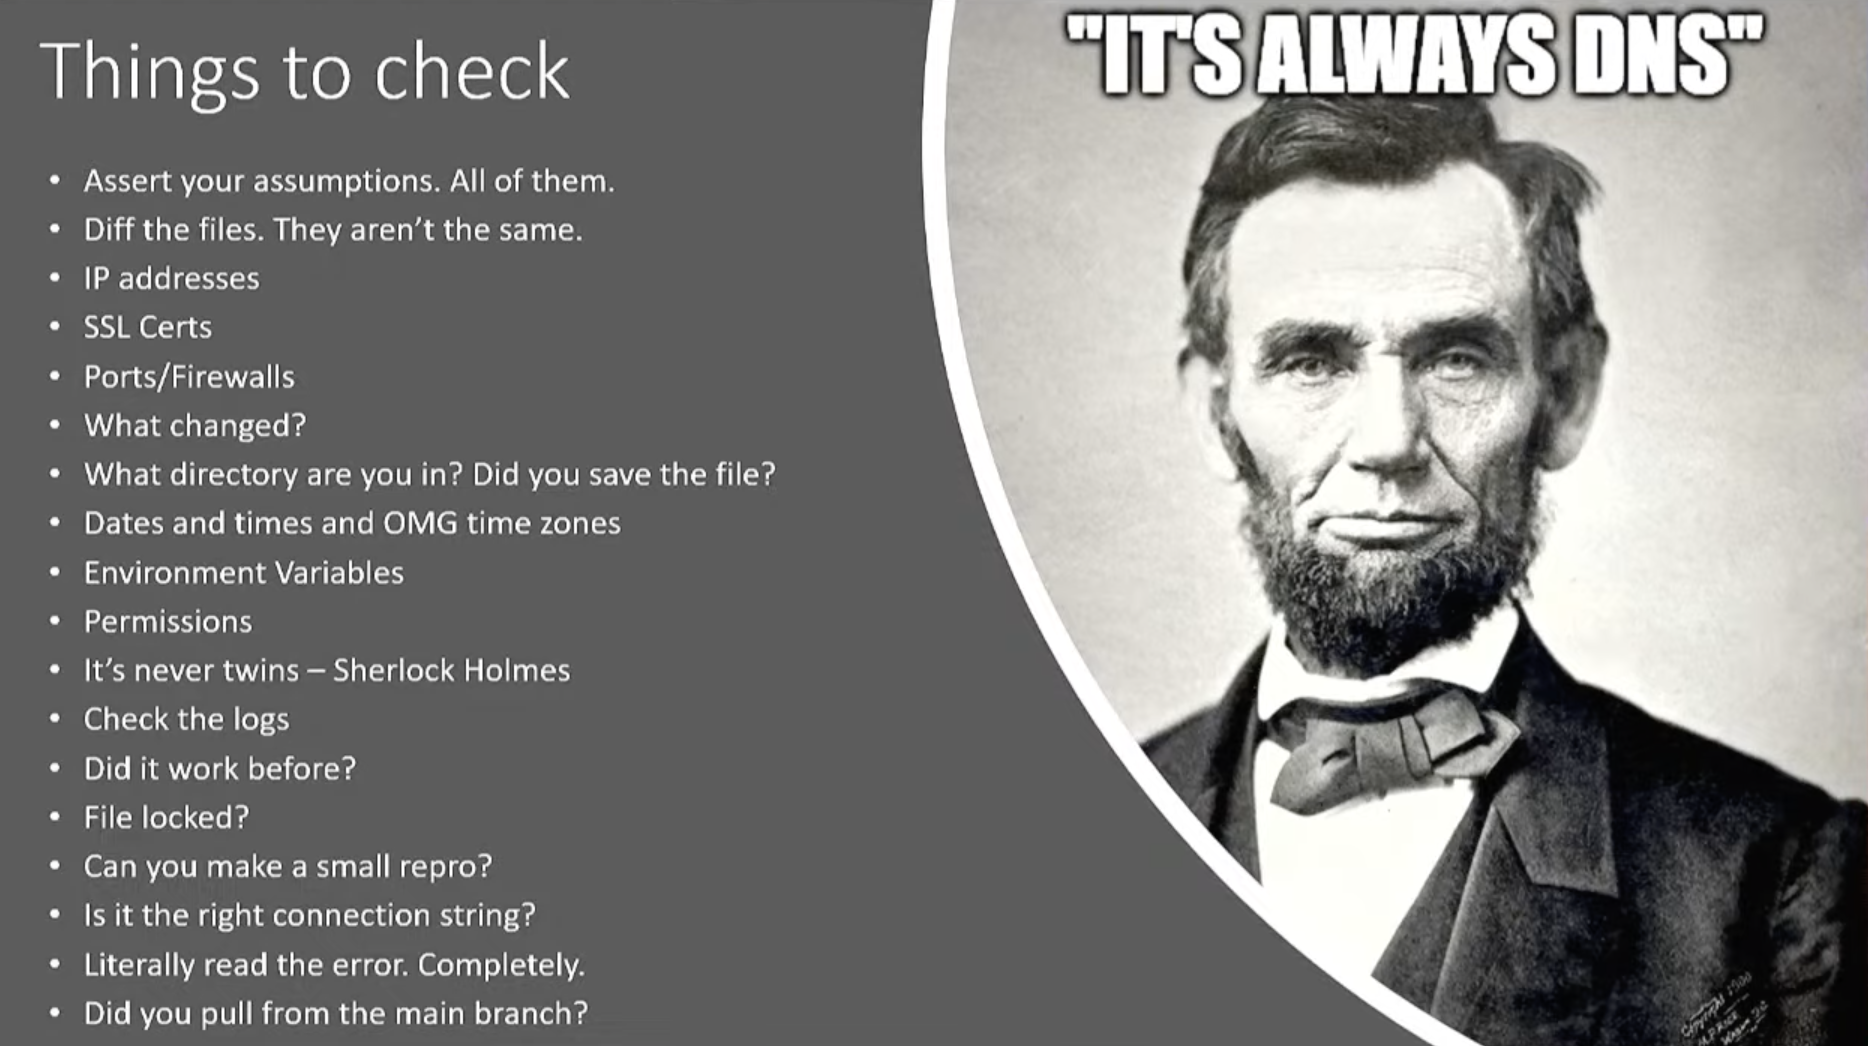 Things to check
• Assert your assumptions. All of them.
• Diff the files. They aren’t the same.
• IP addresses
• SSL Certs
• Ports/Firewalls
• What changed?
• What directory are you in? Did you save the file?
• Dates and times and OMG time zones
• Environment Variables
• Permissions
• It’s never twins – Sherlock Holmes
• Check the logs
• Did it work before?
• File locked?
• Can you make a small repro?
• Is it the right connection string?
• Literally read the error. Completely.
• Did you pull from the main branch?
"IT'S ALWAYS DNS"